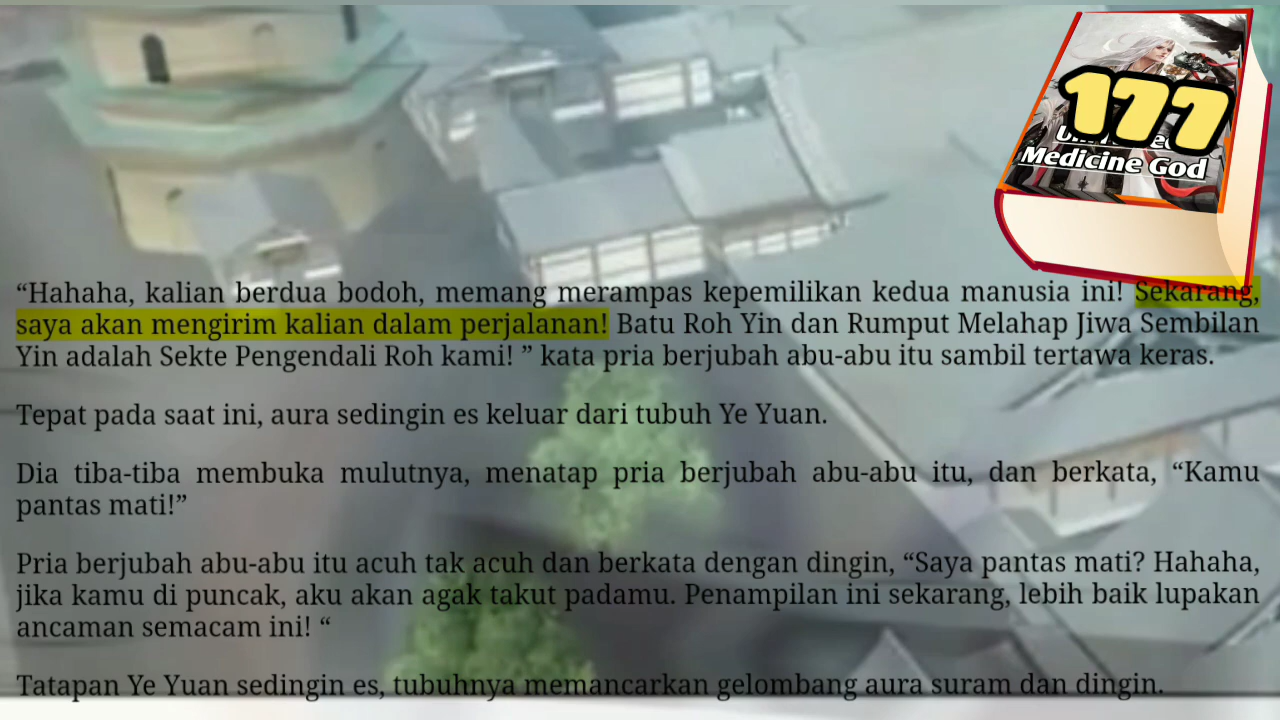 177
Medicine God
“Hahaha, kalian berdua bodoh, memang merampas kepemilikan kedua manusia ini! Sekarang,
saya akan mengirim kalian dalam perjalanan! Batu Roh Yin dan Rumput Melahap Jiwa Sembilan
Yin adalah Sekte Pengendali Roh kami! ” kata pria berjubah abu-abu itu sambil tertawa keras.
Tepat pada saat ini, aura sedingin es keluar dari tubuh Ye Yuan.
Dia tiba-tiba membuka mulutnya, menatap pria berjubah abu-abu itu, dan berkata, “Kamu
pantas mati!”
Pria berjubah abu-abu itu acuh tak acuh dan berkata dengan dingin, “Saya pantas mati? Hahaha,
jika kamu di puncak, aku akan agak takut padamu. Penampilan ini sekarang, lebih baik lupakan
ancaman semacam ini! “
Tatapan Ye Yuan sedingin es, tubuhnya memancarkan gelombang aura suram dan dingin.